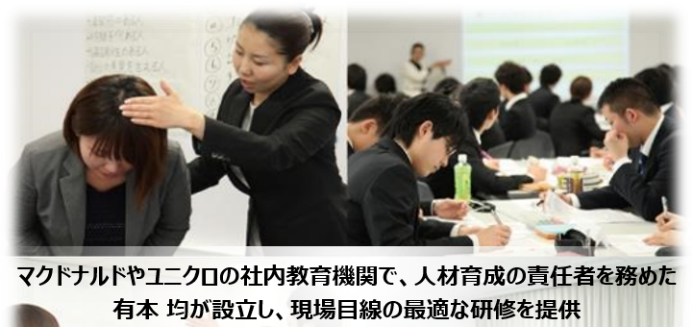 マクドナルドやユニクロの社内教育機関で、人材育成の責任者を務めた
有本 均が設立し、現場目線の最適な研修を提供